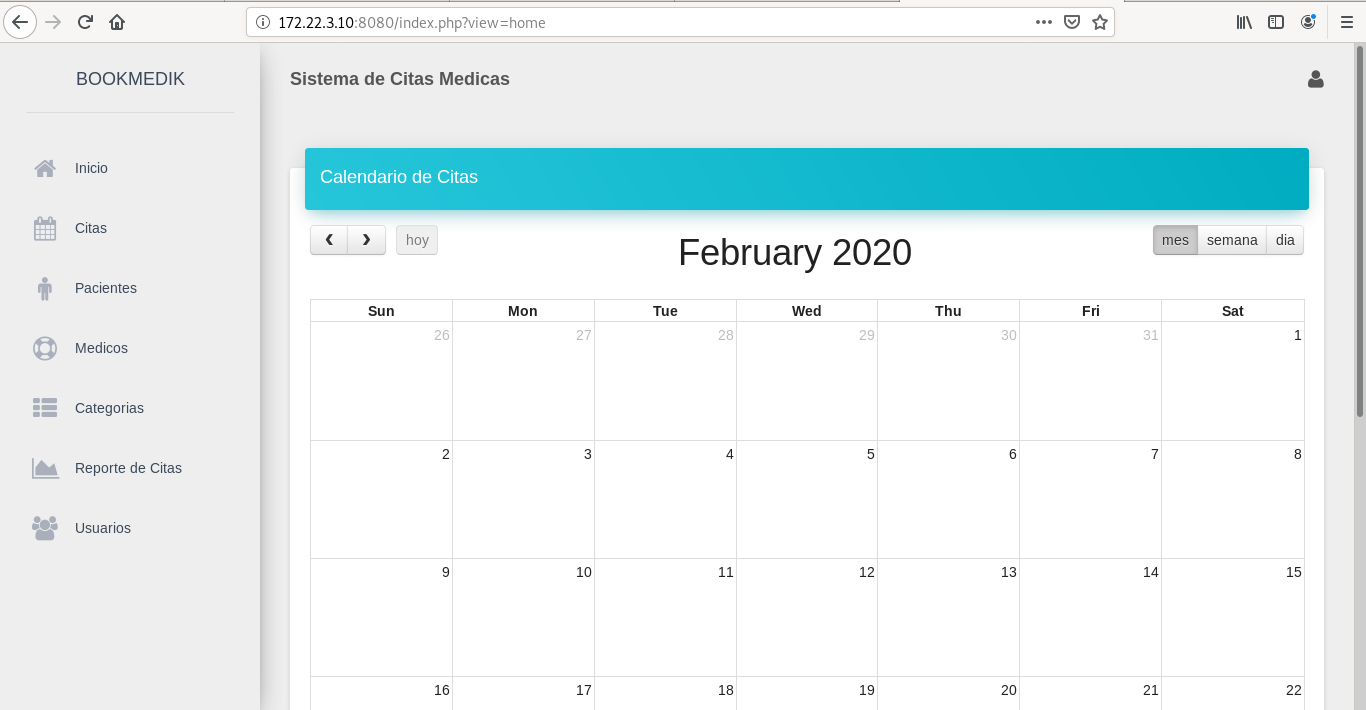 172.22.3.10:8080/index.php?view=home
BOOKMEDIK
Inicio
Citas
Pacientes
Medicos
Categorias
Reporte de Citas
Usuarios
Sistema de Citas Medicas
Calendario de Citas
hoy
February 2020
mes semana dia
Sun Mon Tue Wed Thu Fri Sat
26 27 28 29 30 31 1
2 3 4 5 6 7 8
9 10 11 12 13 14 15
16 17 18 19 20 21 22